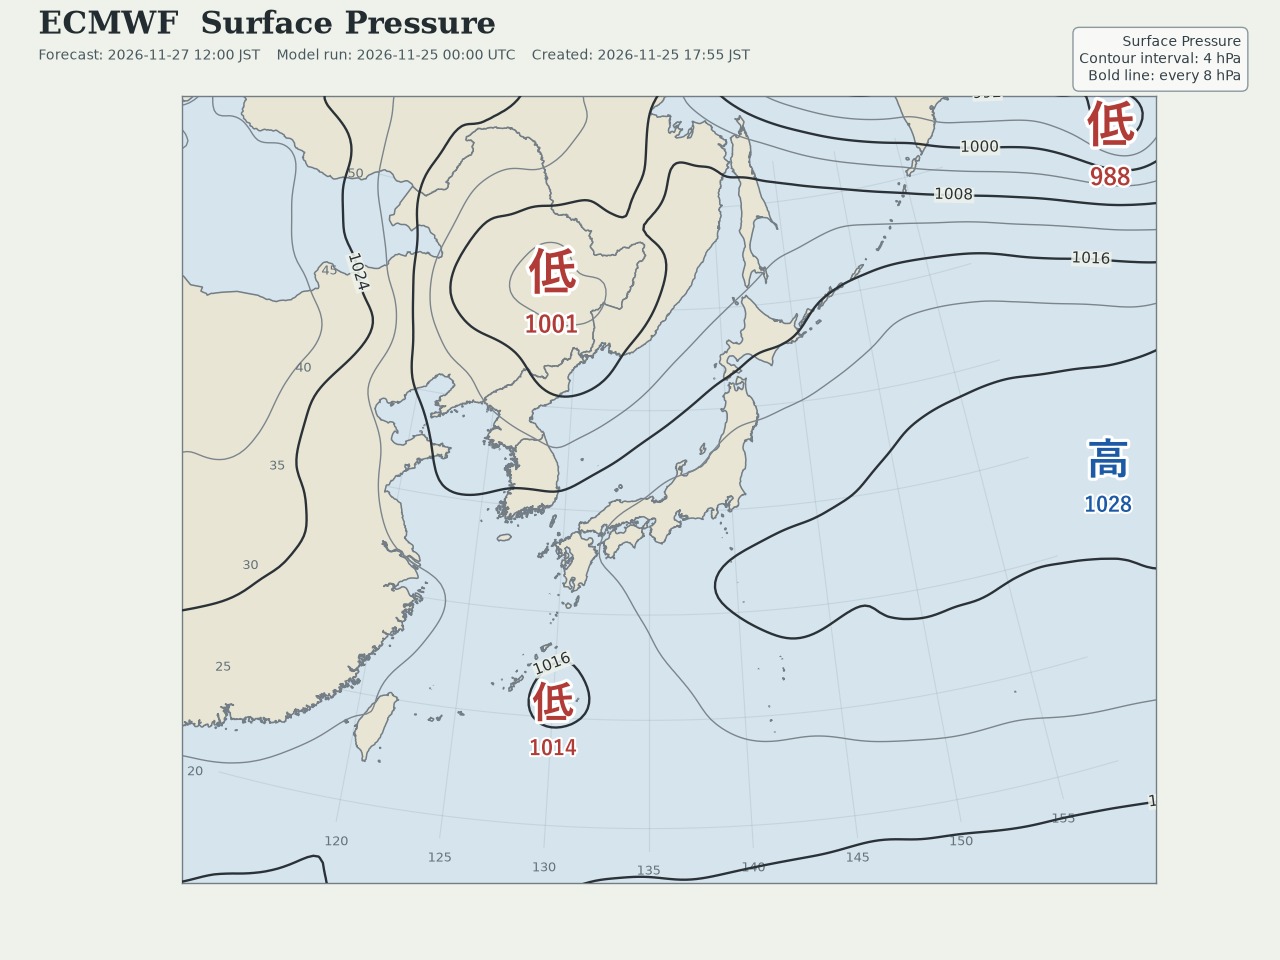 ECMWF  Surface Pressure
Forecast: 2026-11-27 12:00 JST    Model run: 2026-11-25 00:00 UTC    Created: 2026-11-25 17:55 JST
Surface Pressure
Contour interval: 4 hPa
Bold line: every 8 hPa
低
988
1000
50
1008
1024
45
低
1001
1016
40
高
1028
35
30
1016
25
低
1014
20
155
120
125
130
135
140
145
150